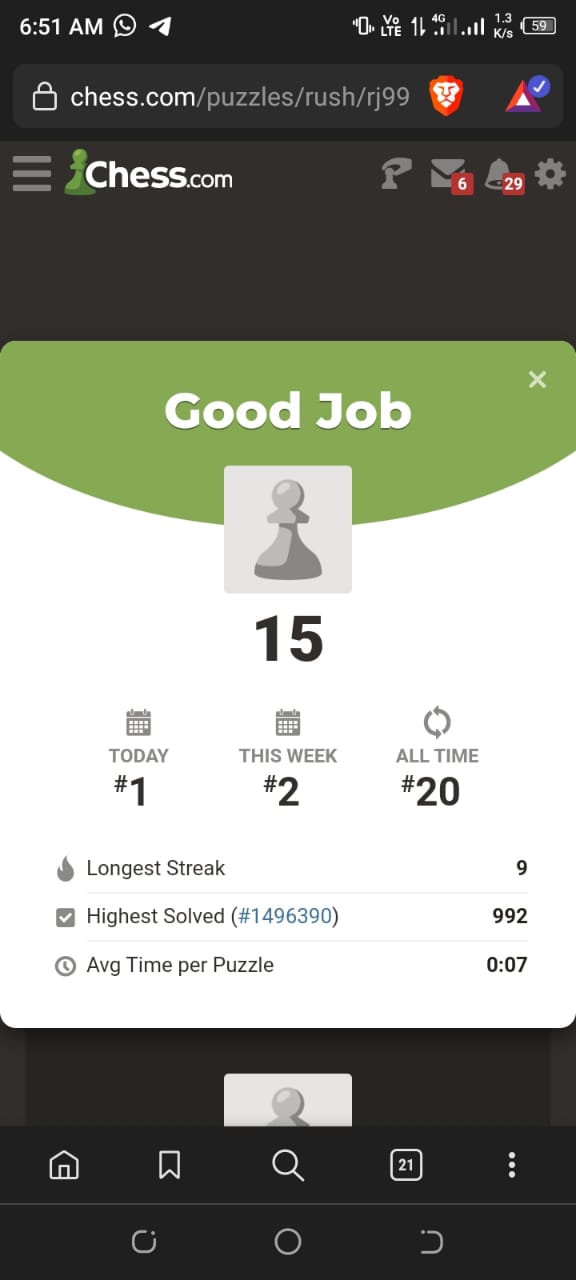 6:51 AM Vo LTE 4G 1.3 K/s 59
chess.com/puzzles/rush/rj99
Chess.com 6 29
Good Job
15
TODAY THIS WEEK ALL TIME
#1 #2 #20
Longest Streak 9
Highest Solved (#1496390) 992
Avg Time per Puzzle 0:07
21